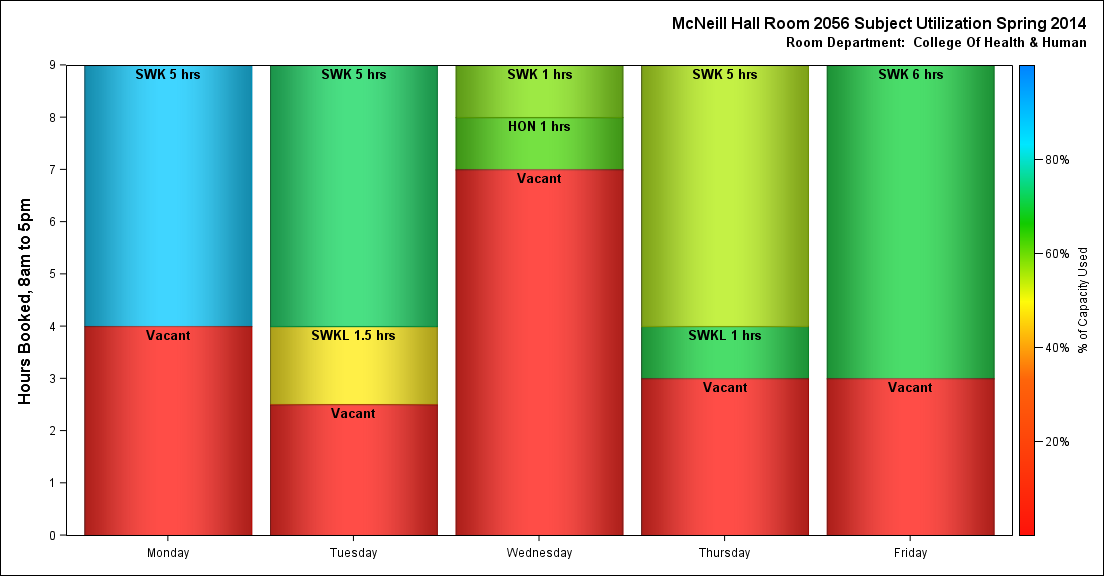 McNeill Hall Room 2056 Subject Utilization Spring 2014
Room Department:  College Of Health & Human
Hours Booked, 8am to 5pm
9
8
7
6
5
4
3
2
1
0
SWK 5 hrs
Vacant
SWK 5 hrs
SWKL 1.5 hrs
Vacant
SWK 1 hrs
HON 1 hrs
Vacant
SWK 5 hrs
SWKL 1 hrs
Vacant
SWK 6 hrs
Vacant
Monday
Tuesday
Wednesday
Thursday
Friday
80%
60%
40%
20%
% of Capacity Used